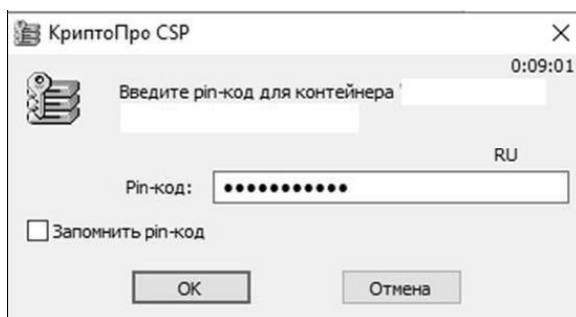 КриптоПро CSP
0:09:01
Введите pin-код для контейнера '
RU
Pin-код: ●●●●●●●●●●●
Запомнить pin-код
OK
Отмена